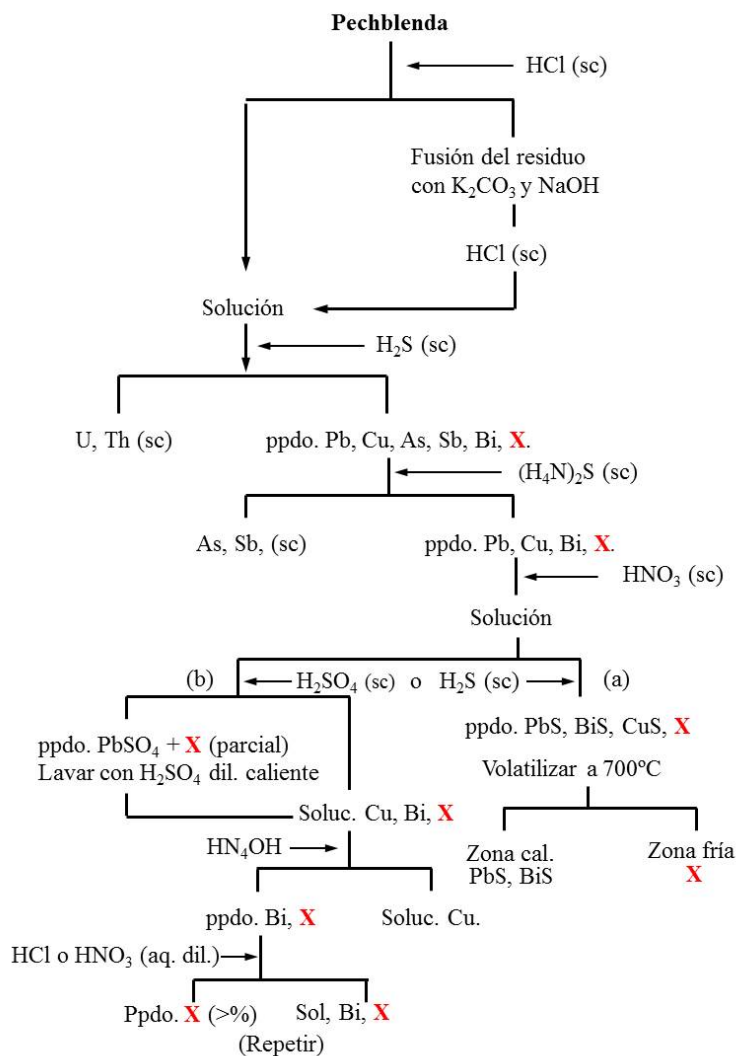 Pechblenda
HCl (sc)
Fusión del residuo
con K₂CO₃ y NaOH
HCl (sc)
Solución
H₂S (sc)
U, Th (sc)
ppdo. Pb, Cu, As, Sb, Bi, X.
(H₄N)₂S (sc)
As, Sb, (sc)
ppdo. Pb, Cu, Bi, X.
HNO₃ (sc)
Solución
(b)
H₂SO₄ (sc) o H₂S (sc)
(a)
ppdo. PbSO₄ + X (parcial)
Lavar con H₂SO₄ dil. caliente
ppdo. PbS, BiS, CuS, X
Volatilizar a 700ºC
Soluc. Cu, Bi, X
HN₄OH
Zona cal.
PbS, BiS
Zona fría
X
ppdo. Bi, X
Soluc. Cu.
HCl o HNO₃ (aq. dil.)
Ppdo. X (>%)
Sol, Bi, X
(Repetir)